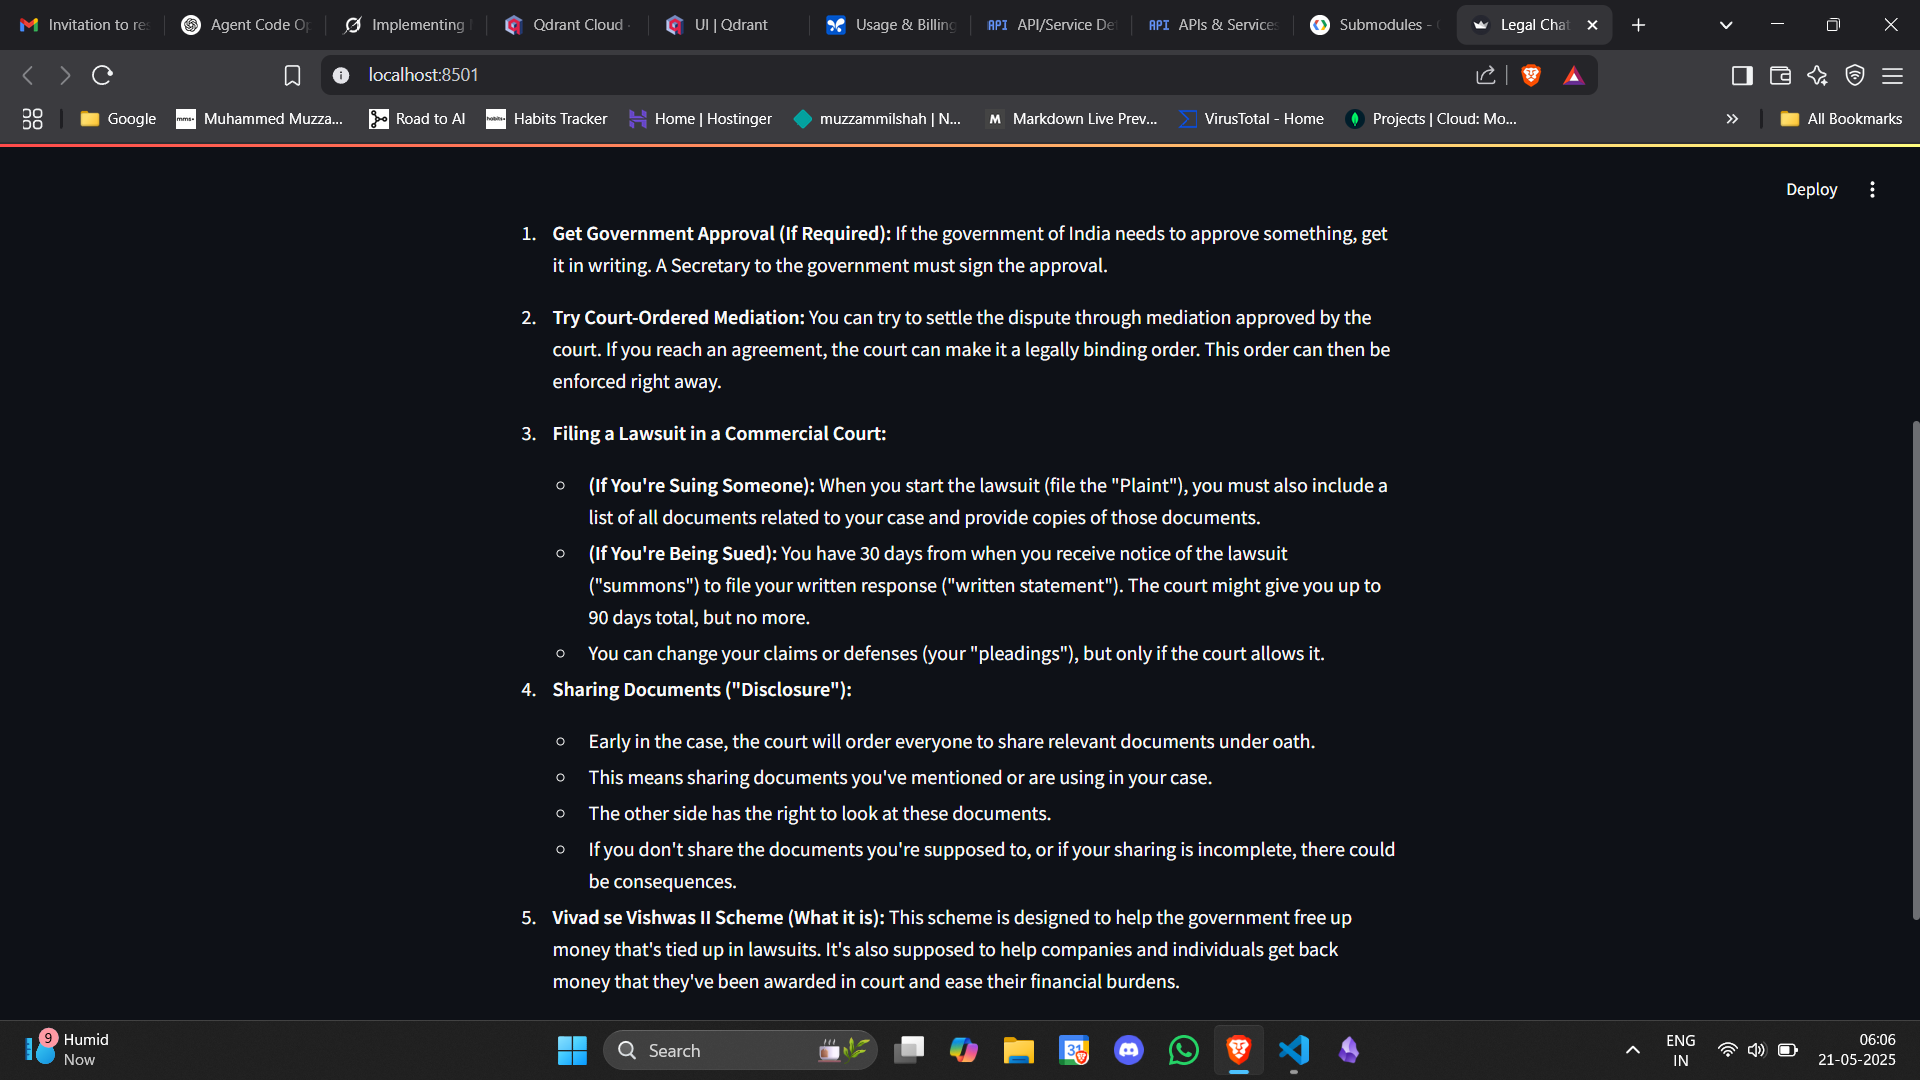 Invitation to re
Agent Code Op
Implementing
Qdrant Cloud
UI | Qdrant
Usage & Billing
API API/Service De
API APIs & Services
Submodules -
Legal Chat
localhost:8501
Google
mms• Muhammed Muzza...
Road to AI
habits• Habits Tracker
Home | Hostinger
muzzammilshah | N...
M Markdown Live Prev...
VirusTotal - Home
Projects | Cloud: Mo...
All Bookmarks
Deploy
1. Get Government Approval (If Required): If the government of India needs to approve something, get
it in writing. A Secretary to the government must sign the approval.
2. Try Court-Ordered Mediation: You can try to settle the dispute through mediation approved by the
court. If you reach an agreement, the court can make it a legally binding order. This order can then be
enforced right away.
3. Filing a Lawsuit in a Commercial Court:
(If You're Suing Someone): When you start the lawsuit (file the "Plaint"), you must also include a
list of all documents related to your case and provide copies of those documents.
(If You're Being Sued): You have 30 days from when you receive notice of the lawsuit
("summons") to file your written response ("written statement"). The court might give you up to
90 days total, but no more.
You can change your claims or defenses (your "pleadings"), but only if the court allows it.
4. Sharing Documents ("Disclosure"):
Early in the case, the court will order everyone to share relevant documents under oath.
This means sharing documents you've mentioned or are using in your case.
The other side has the right to look at these documents.
If you don't share the documents you're supposed to, or if your sharing is incomplete, there could
be consequences.
5. Vivad se Vishwas II Scheme (What it is): This scheme is designed to help the government free up
money that's tied up in lawsuits. It's also supposed to help companies and individuals get back
money that they've been awarded in court and ease their financial burdens.
9
Humid
Now
Search
31
ENG
IN
06:06
21-05-2025